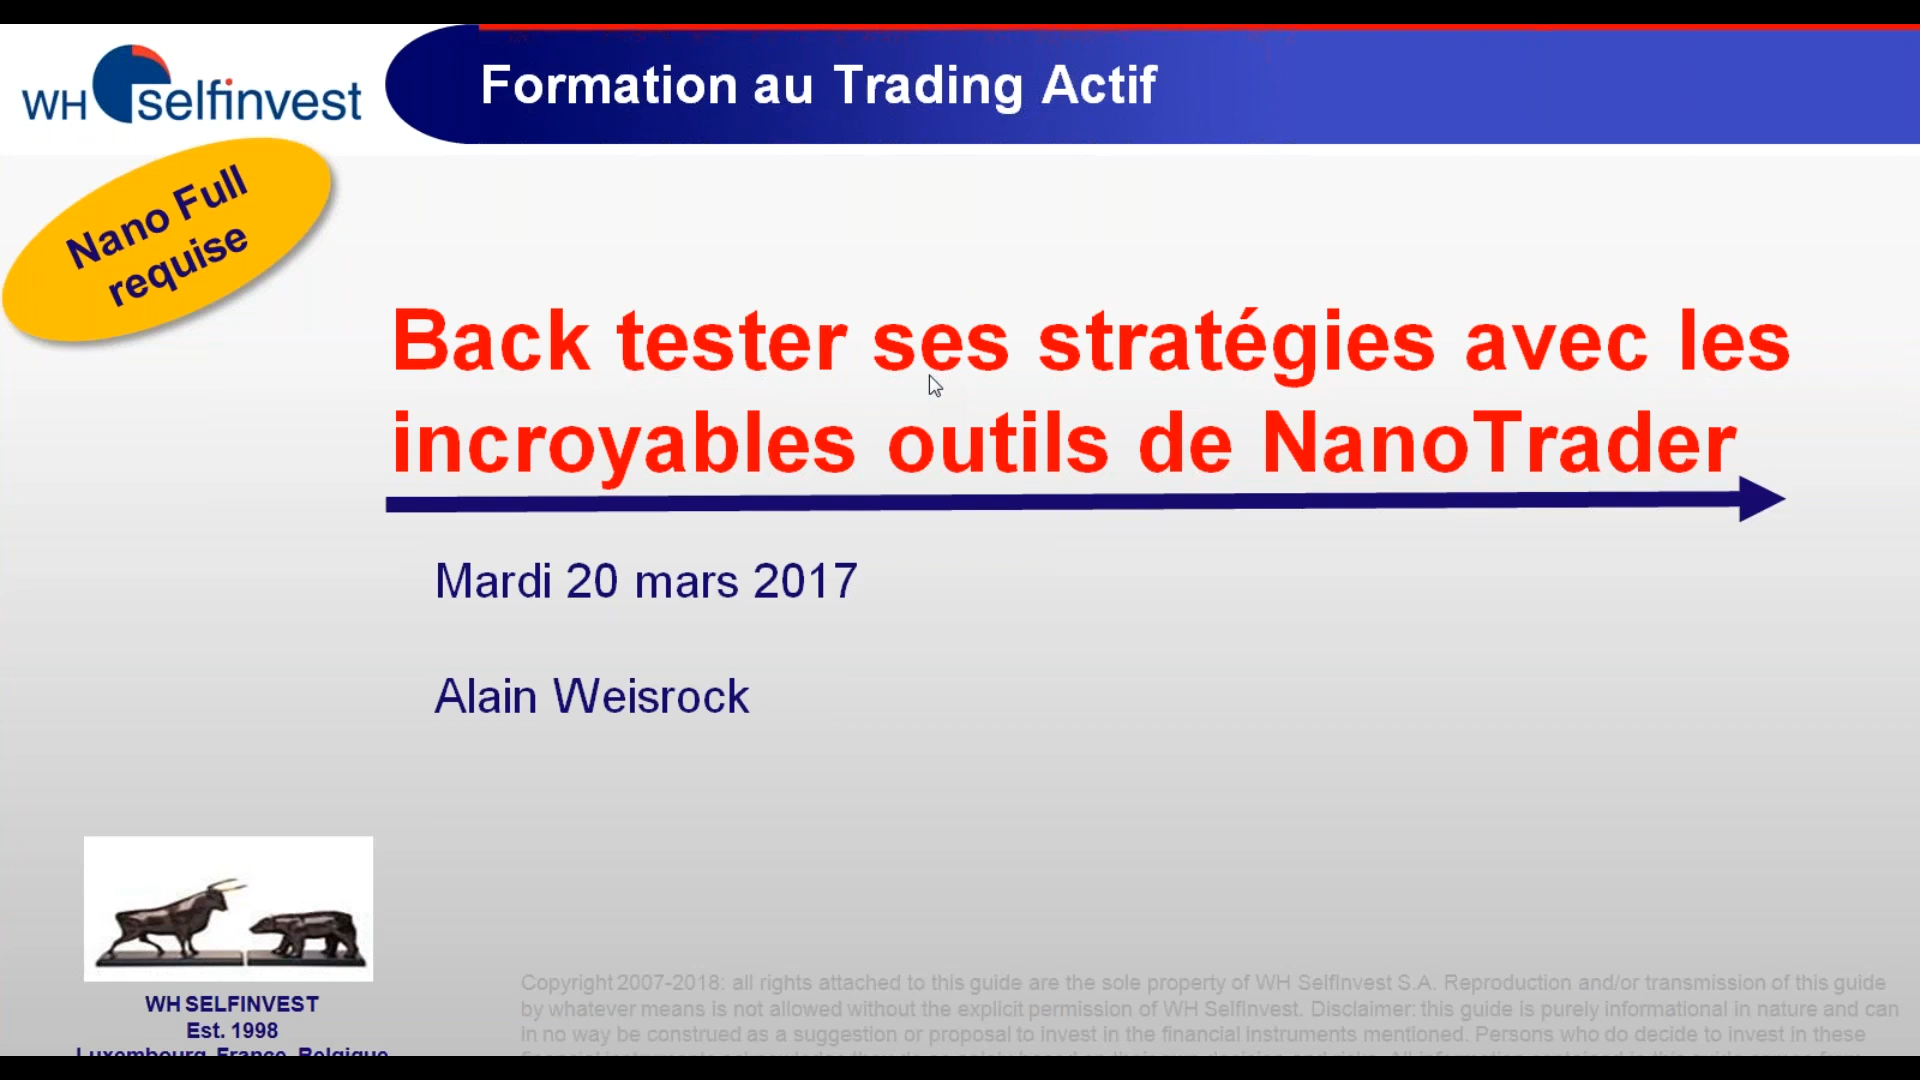 WH selfinvest
Formation au Trading Actif
Nano Full
requise
Back tester ses stratégies avec les
incroyables outils de NanoTrader
Mardi 20 mars 2017
Alain Weisrock
WH SELFINVEST
Est. 1998
Luxembourg, France, Belgique
Copyright 2007-2018: all rights attached to this guide are the sole property of WH SelfInvest S.A. Reproduction and/or transmission of this guide
by whatever means is not allowed without the explicit permission of WH SelfInvest. Disclaimer: this guide is purely informational in nature and can
in no way be construed as a suggestion or proposal to invest in the financial instruments mentioned. Persons who do decide to invest in these